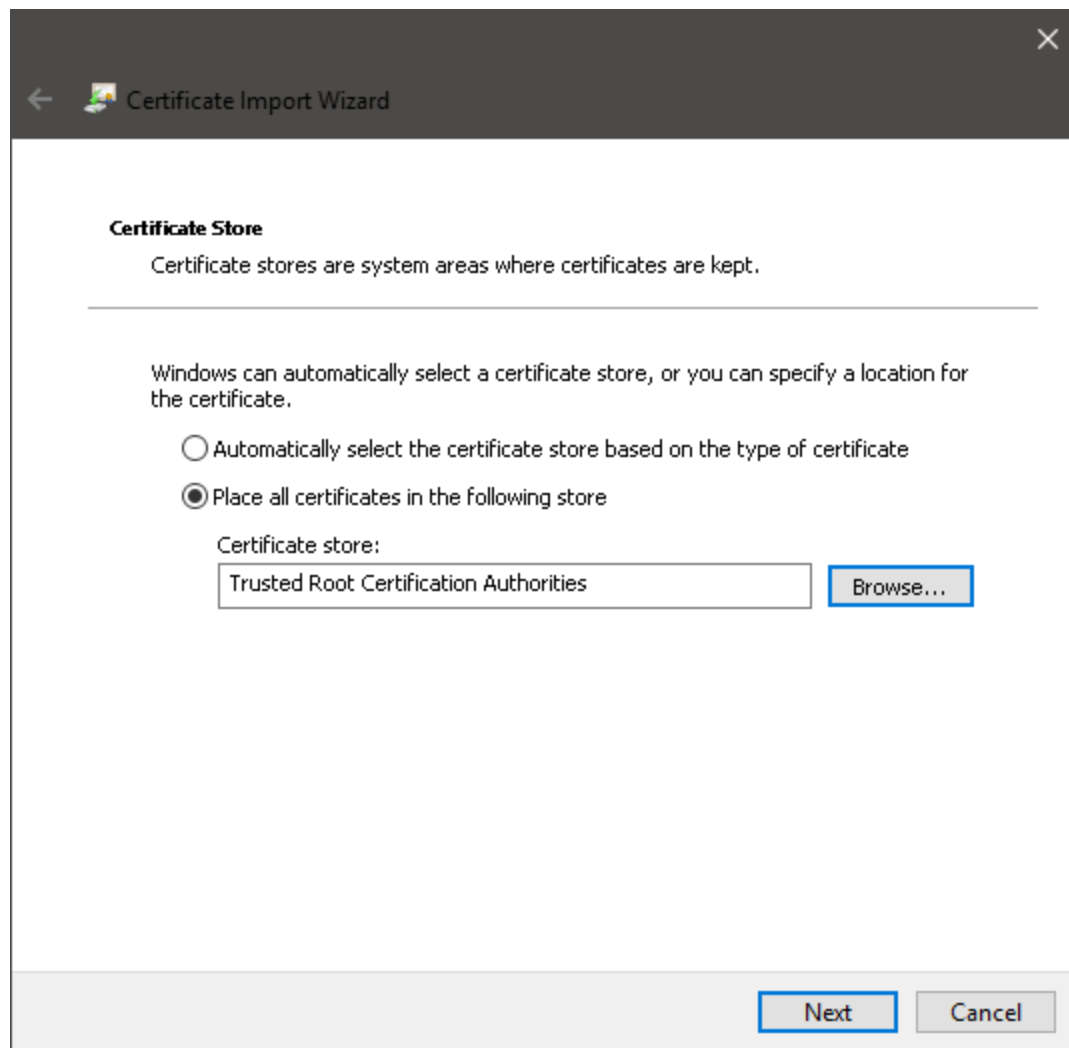 Certificate Import Wizard
Certificate Store
Certificate stores are system areas where certificates are kept.
Windows can automatically select a certificate store, or you can specify a location for
the certificate.
Automatically select the certificate store based on the type of certificate
Place all certificates in the following store
Certificate store:
Trusted Root Certification Authorities
Browse...
Next
Cancel